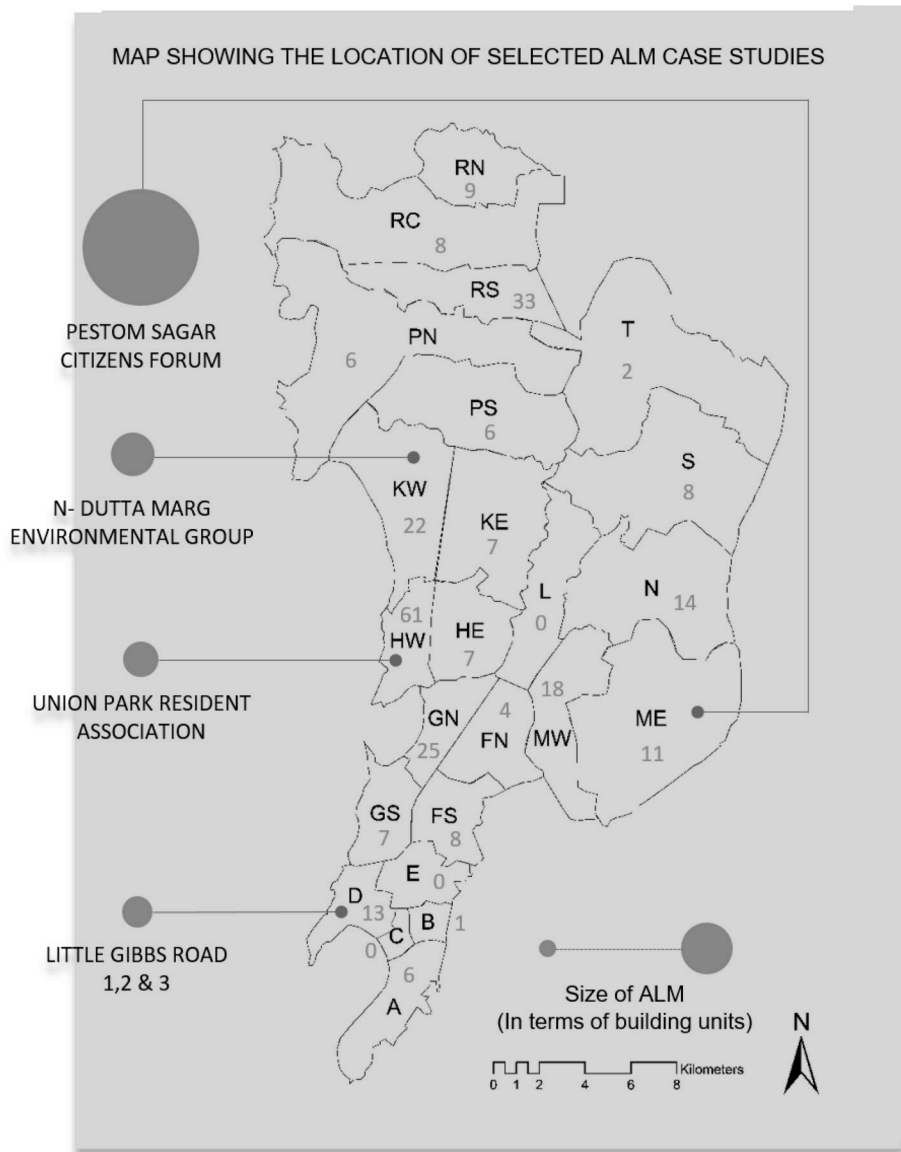 MAP SHOWING THE LOCATION OF SELECTED ALM CASE STUDIES
RN
9
RC
8
RS
33
PESTOM SAGAR
CITIZENS FORUM
PN
6
T
2
PS
6
S
8
KW
22
N- DUTTA MARG
ENVIRONMENTAL GROUP
KE
7
L
0
N
14
61
HW
HE
7
UNION PARK RESIDENT
ASSOCIATION
GN
25
4
FN
18
MW
ME
11
GS
7
FS
8
E
0
D
13
C
0
B
1
LITTLE GIBBS ROAD
1,2 & 3
6
A
Size of ALM
(In terms of building units)
N
Kilometers
0 1 2 4 6 8